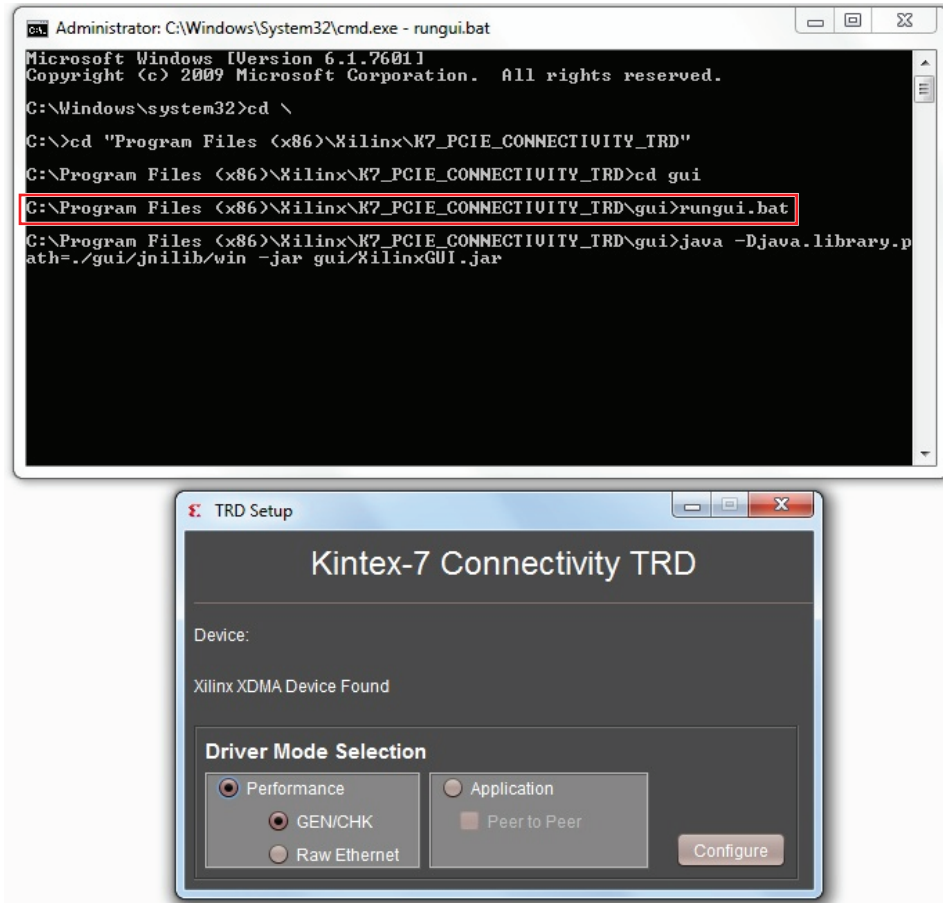 Administrator: C:\Windows\System32\cmd.exe - rungui.bat
Microsoft Windows [Version 6.1.7601]
Copyright (c) 2009 Microsoft Corporation.  All rights reserved.
C:\Windows\system32>cd \
C:\>cd "Program Files (x86)\Xilinx\K7_PCIE_CONNECTIVITY_TRD"
C:\Program Files (x86)\Xilinx\K7_PCIE_CONNECTIVITY_TRD>cd gui
C:\Program Files (x86)\Xilinx\K7_PCIE_CONNECTIVITY_TRD\gui>rungui.bat
C:\Program Files (x86)\Xilinx\K7_PCIE_CONNECTIVITY_TRD\gui>java -Djava.library.p
ath=./gui/jnilib/win -jar gui/XilinxGUI.jar
TRD Setup
Kintex-7 Connectivity TRD
Device:
Xilinx XDMA Device Found
Driver Mode Selection
Performance
GEN/CHK
Raw Ethernet
Application
Peer to Peer
Configure